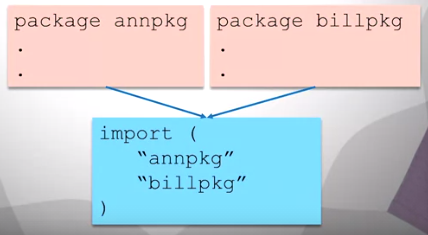 package annpkg
.
.
package billpkg
.
.
import (
“annpkg”
“billpkg”
)